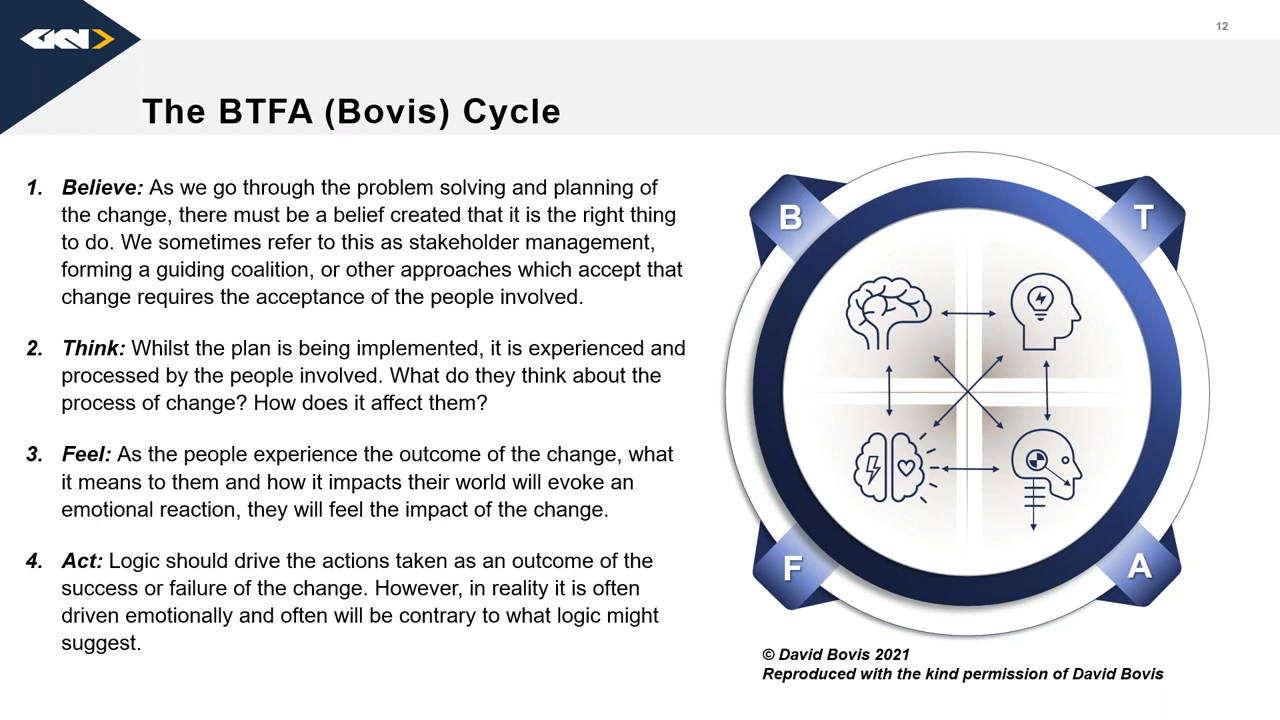 GKN
12
The BTFA (Bovis) Cycle
1. Believe: As we go through the problem solving and planning of
the change, there must be a belief created that it is the right thing
to do. We sometimes refer to this as stakeholder management,
forming a guiding coalition, or other approaches which accept that
change requires the acceptance of the people involved.
2. Think: Whilst the plan is being implemented, it is experienced and
processed by the people involved. What do they think about the
process of change? How does it affect them?
3. Feel: As the people experience the outcome of the change, what
it means to them and how it impacts their world will evoke an
emotional reaction, they will feel the impact of the change.
4. Act: Logic should drive the actions taken as an outcome of the
success or failure of the change. However, in reality it is often
driven emotionally and often will be contrary to what logic might
suggest.
B
T
F
A
© David Bovis 2021
Reproduced with the kind permission of David Bovis